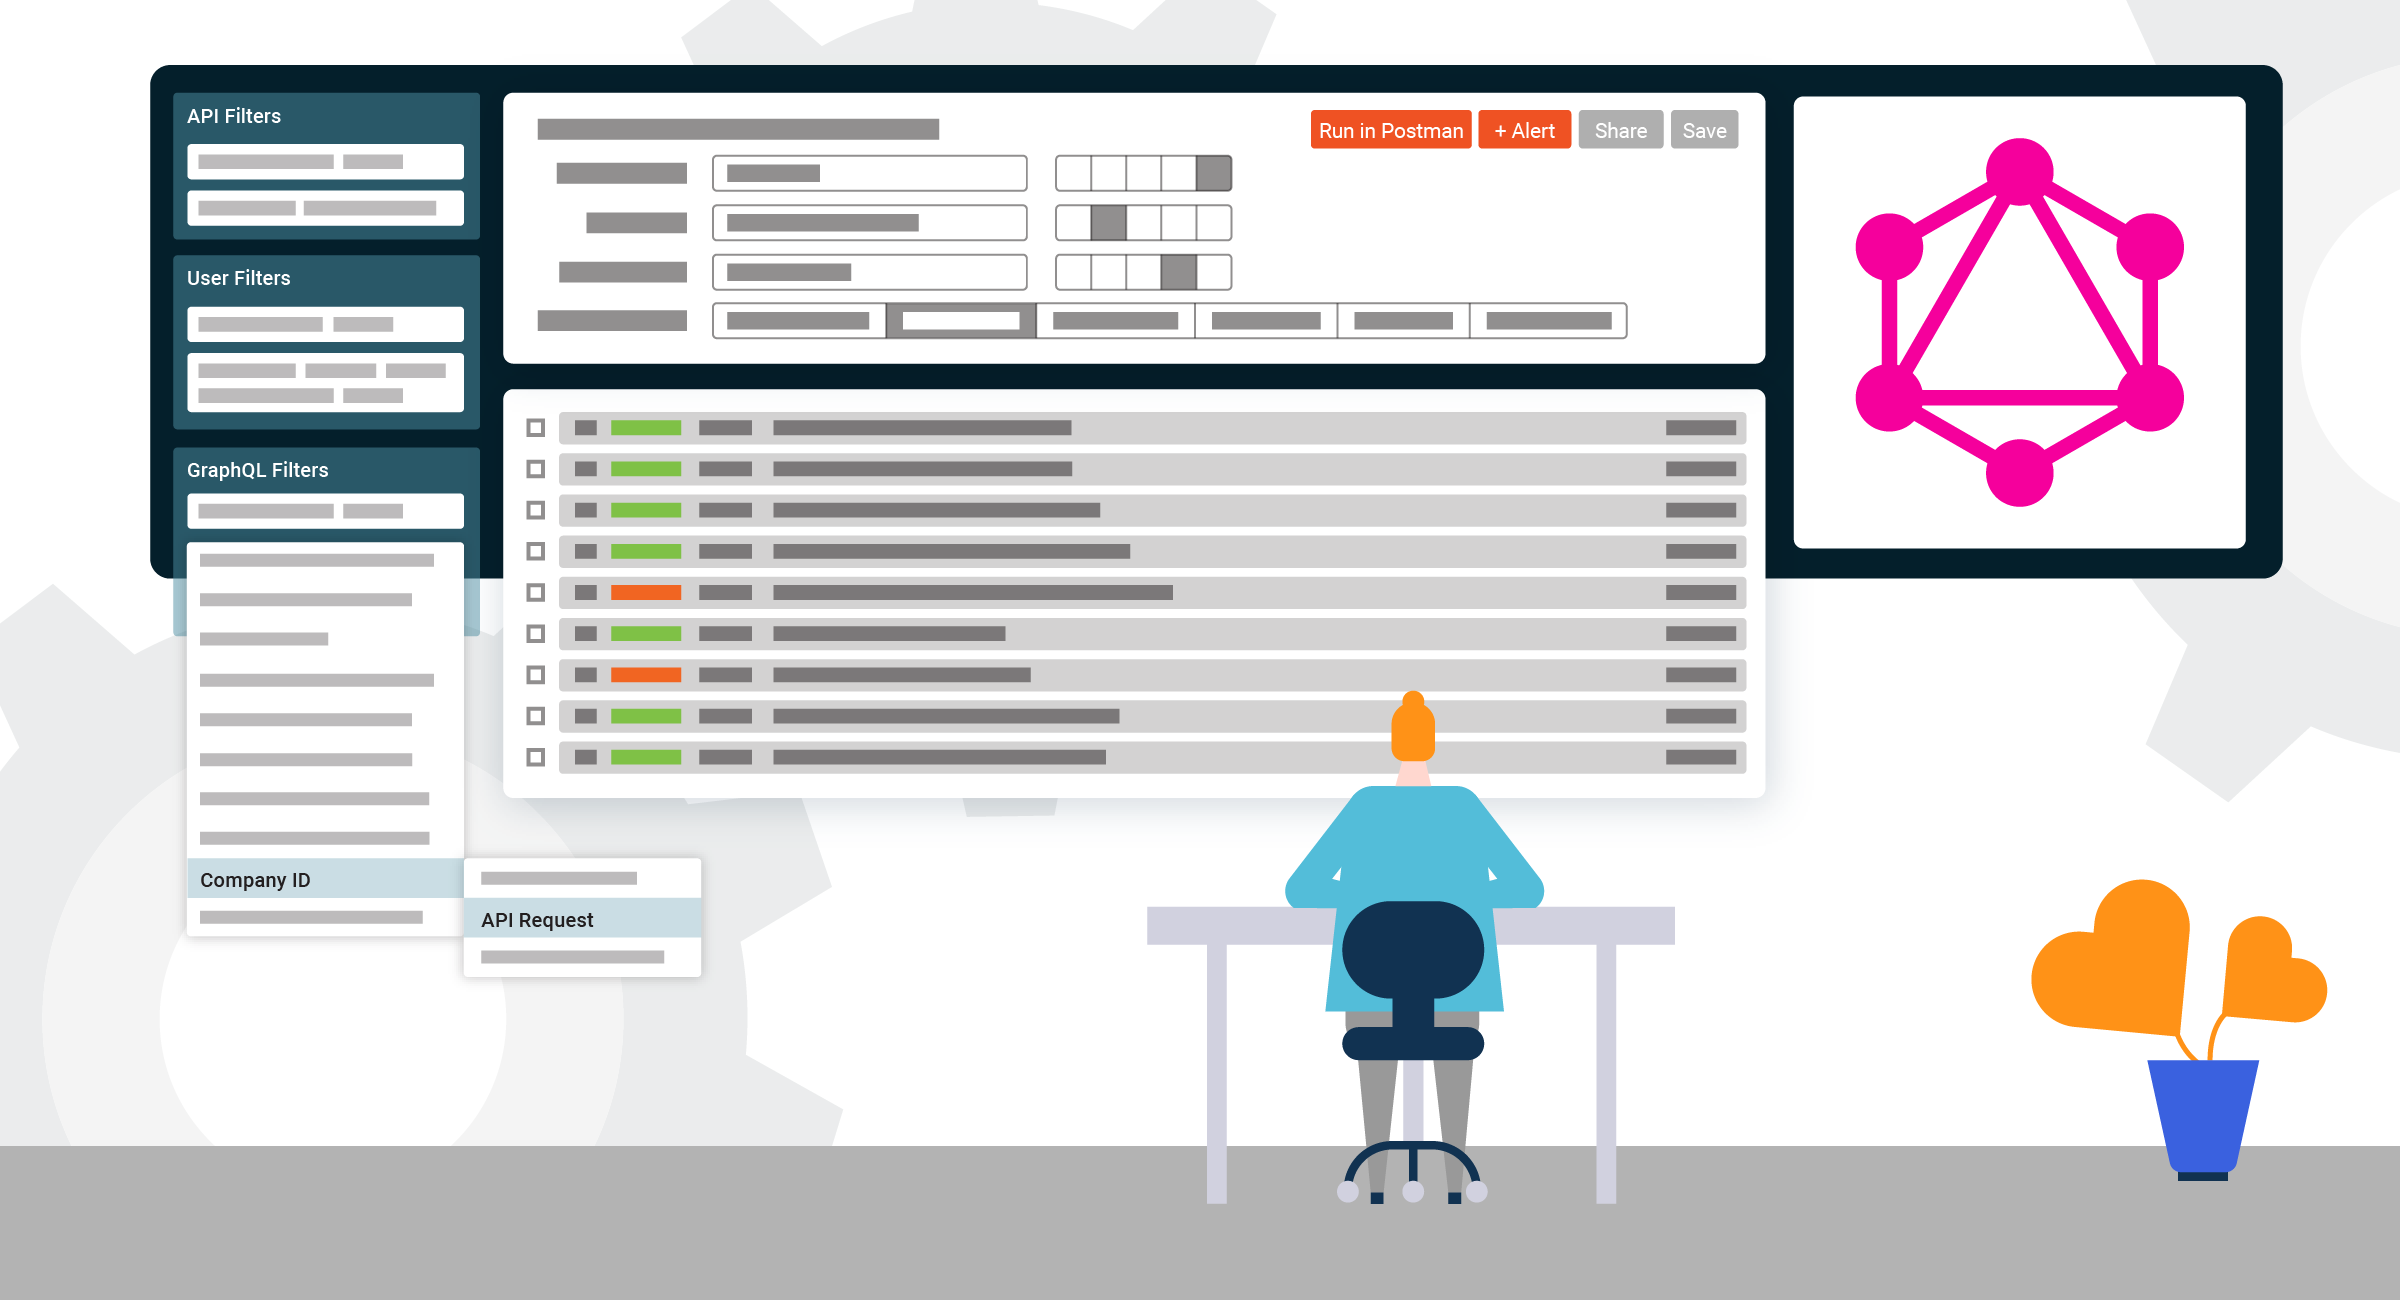 API Filters
User Filters
GraphQL Filters
Company ID
API Request
Run in Postman
+ Alert
Share
Save